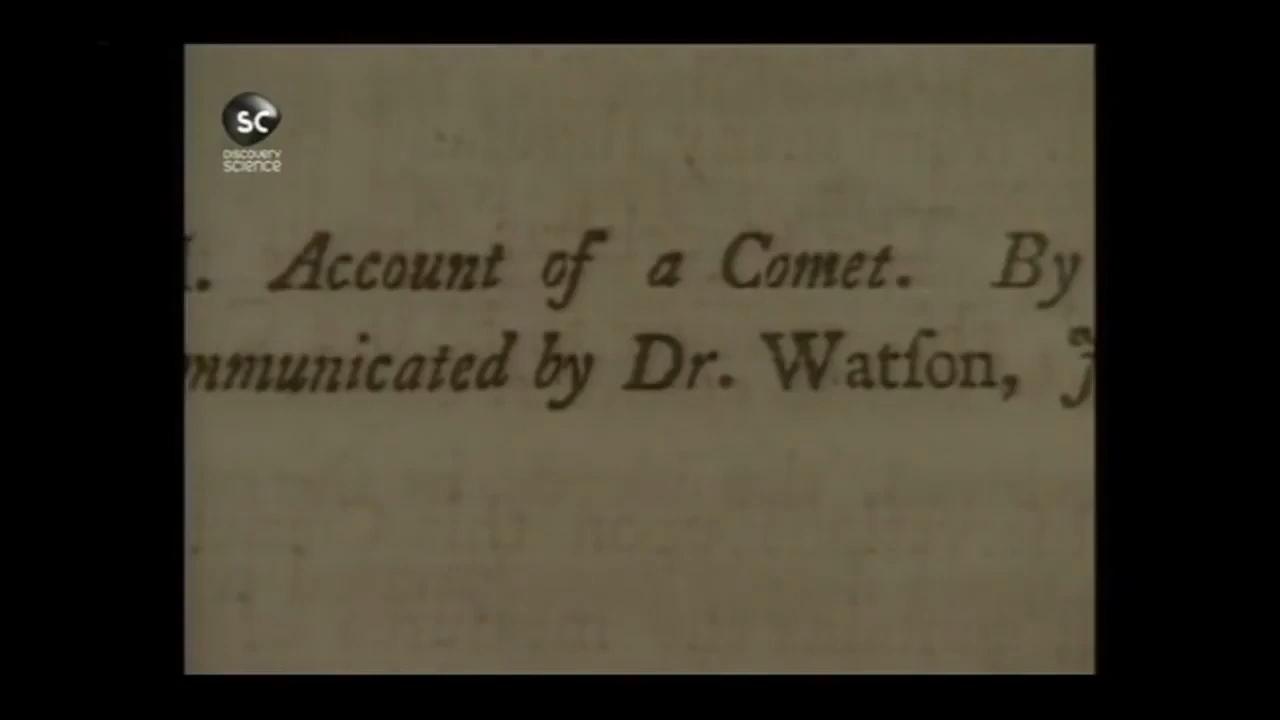 SC
DISCOVERY
SCIENCE
I. Account of a Comet. By
mmunicated by Dr. Watſon, J